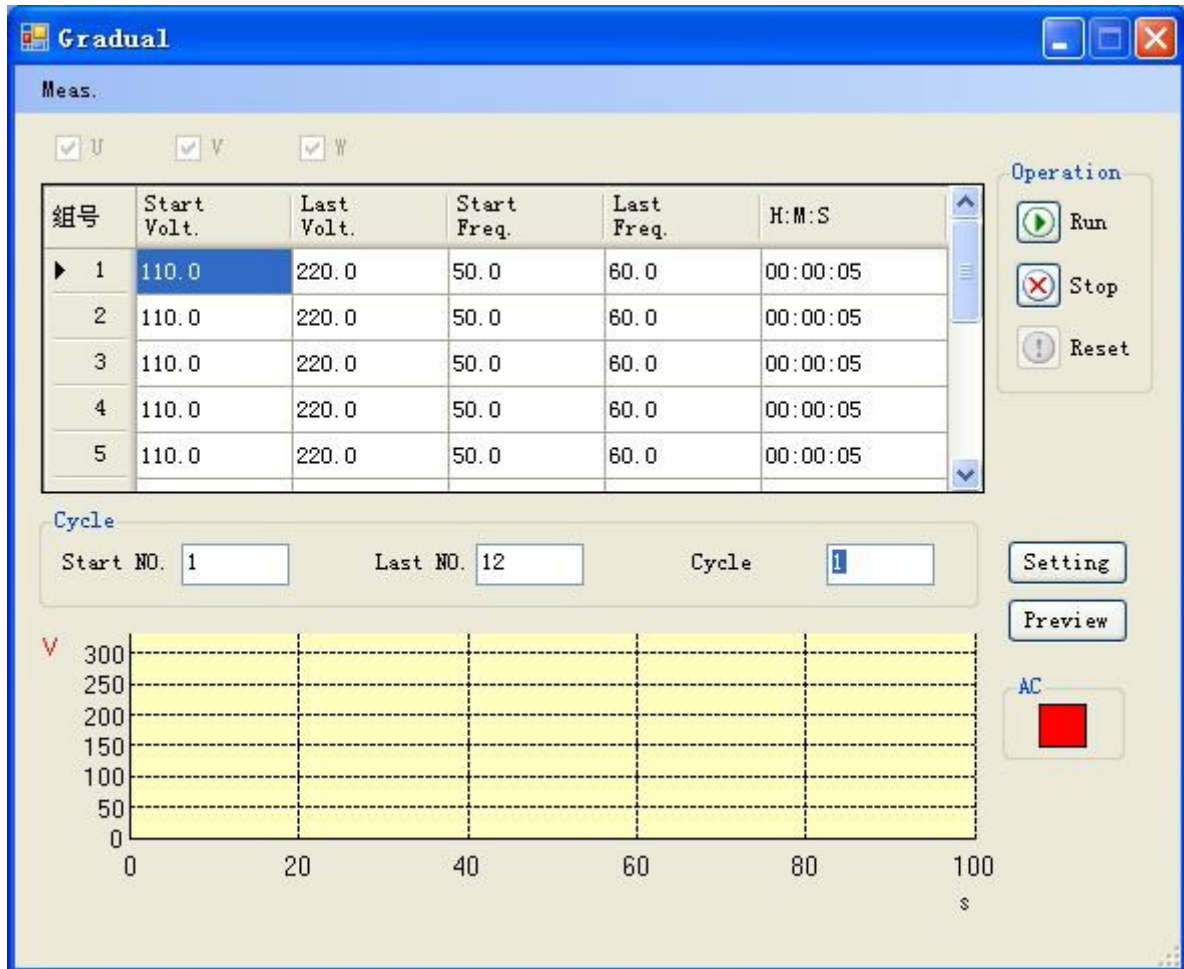 Gradual
Meas.
U V W
组号 Start Volt. Last Volt. Start Freq. Last Freq. H:M:S
1 110.0 220.0 50.0 60.0 00:00:05
2 110.0 220.0 50.0 60.0 00:00:05
3 110.0 220.0 50.0 60.0 00:00:05
4 110.0 220.0 50.0 60.0 00:00:05
5 110.0 220.0 50.0 60.0 00:00:05
Operation
Run
Stop
Reset
Cycle
Start NO. 1 Last NO. 12 Cycle 1
Setting
Preview
AC
V
300
250
200
150
100
50
0
0 20 40 60 80 100
s